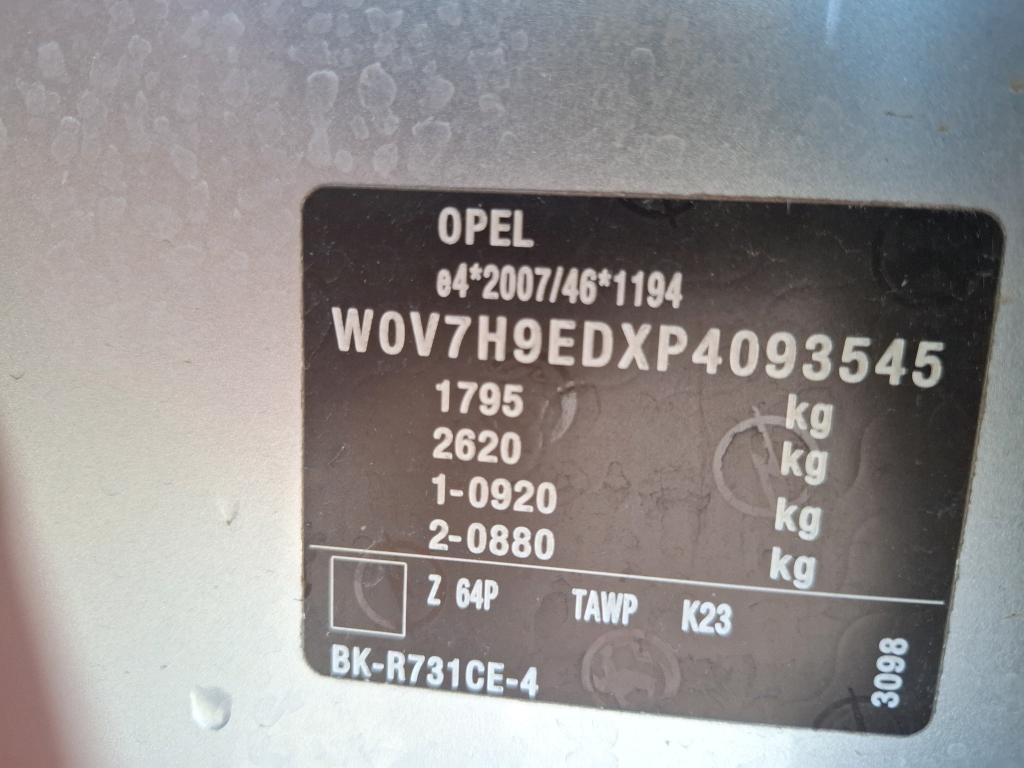 OPEL
e4*2007/46*1194
W0V7H9EDXP4093545
1795 kg
2620 kg
1-0920 kg
2-0880 kg
Z 64P TAWP K23
BK-R731CE-4
3098